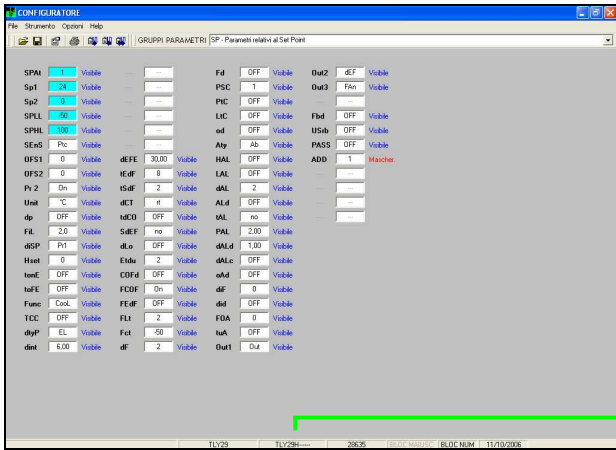 CONFIGURATORE
File Strumento Opzioni Help
GRUPPI PARAMETRI SP - Parametri relativi al Set Point
SPAt 1 Visibile --- --- Fd OFF Visibile Out2 dEF Visibile
Sp1 24 Visibile --- --- PSC 1 Visibile Out3 FAn Visibile
Sp2 0 Visibile --- --- PtC OFF Visibile --- ---
SPLL -50 Visibile --- --- LtC OFF Visibile Fbd OFF Visibile
SPHL 100 Visibile --- --- od OFF Visibile USrb OFF Visibile
SEnS Ptc Visibile --- --- Aty Ab Visibile PASS OFF Visibile
OFS1 0 Visibile dEFE 30,00 Visibile HAL OFF Visibile ADD 1 Mascher.
OFS2 0 Visibile tEdF 8 Visibile LAL OFF Visibile --- ---
Pr 2 On Visibile tSdF 2 Visibile dAL 2 Visibile --- ---
Unit °C Visibile dCT rt Visibile ALd OFF Visibile --- ---
dp OFF Visibile tdCO OFF Visibile tAL no Visibile --- ---
FiL 2,0 Visibile SdEF no Visibile PAL 2,00 Visibile --- ---
diSP Pr1 Visibile dLo OFF Visibile dALd 1,00 Visibile
Hset 0 Visibile Etdu 2 Visibile dALc OFF Visibile
tonE OFF Visibile COFd OFF Visibile oAd OFF Visibile
toFE OFF Visibile FCOF On Visibile diF 0 Visibile
Func CooL Visibile FEdF OFF Visibile did OFF Visibile
TCC OFF Visibile FLt 2 Visibile FOA 0 Visibile
dtyP EL Visibile Fct -50 Visibile tuA OFF Visibile
dint 6,00 Visibile dF 2 Visibile Out1 Out Visibile
TLY29 TLY29H----- 28635 BLOC MAIUSC BLOC NUM 11/10/2006